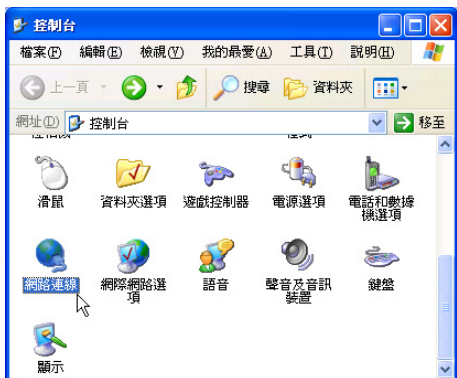 控制台
檔案(F) 編輯(E) 檢視(V) 我的最愛(A) 工具(T) 說明(H)
上一頁 搜尋 資料夾
網址(D) 控制台 移至
滑鼠 資料夾選項 遊戲控制器 電源選項 電話和數據
機選項
網路連線 網際網路選 語音 聲音及音訊 鍵盤
項 裝置
顯示